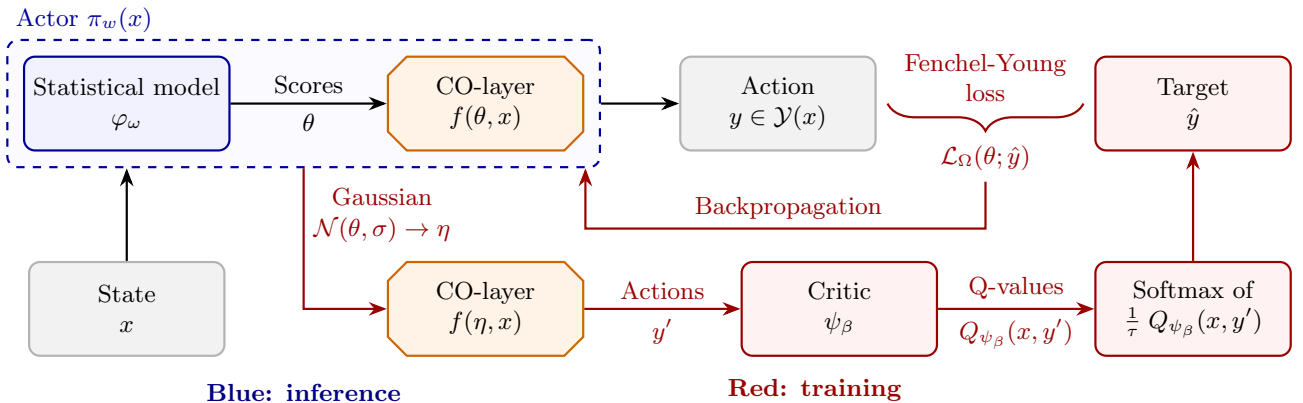 Actor π_w(x)
Statistical model
φ_ω
Scores
θ
CO-layer
f(θ, x)
Action
y ∈ 𝒴(x)
Fenchel-Young
loss
ℒ_Ω(θ; ŷ)
Target
ŷ
Gaussian
𝒩(θ, σ) → η
Backpropagation
State
x
CO-layer
f(η, x)
Actions
y′
Critic
ψ_β
Q-values
Q_{ψ_β}(x, y′)
Softmax of
1/τ Q_{ψ_β}(x, y′)
Blue: inference
Red: training